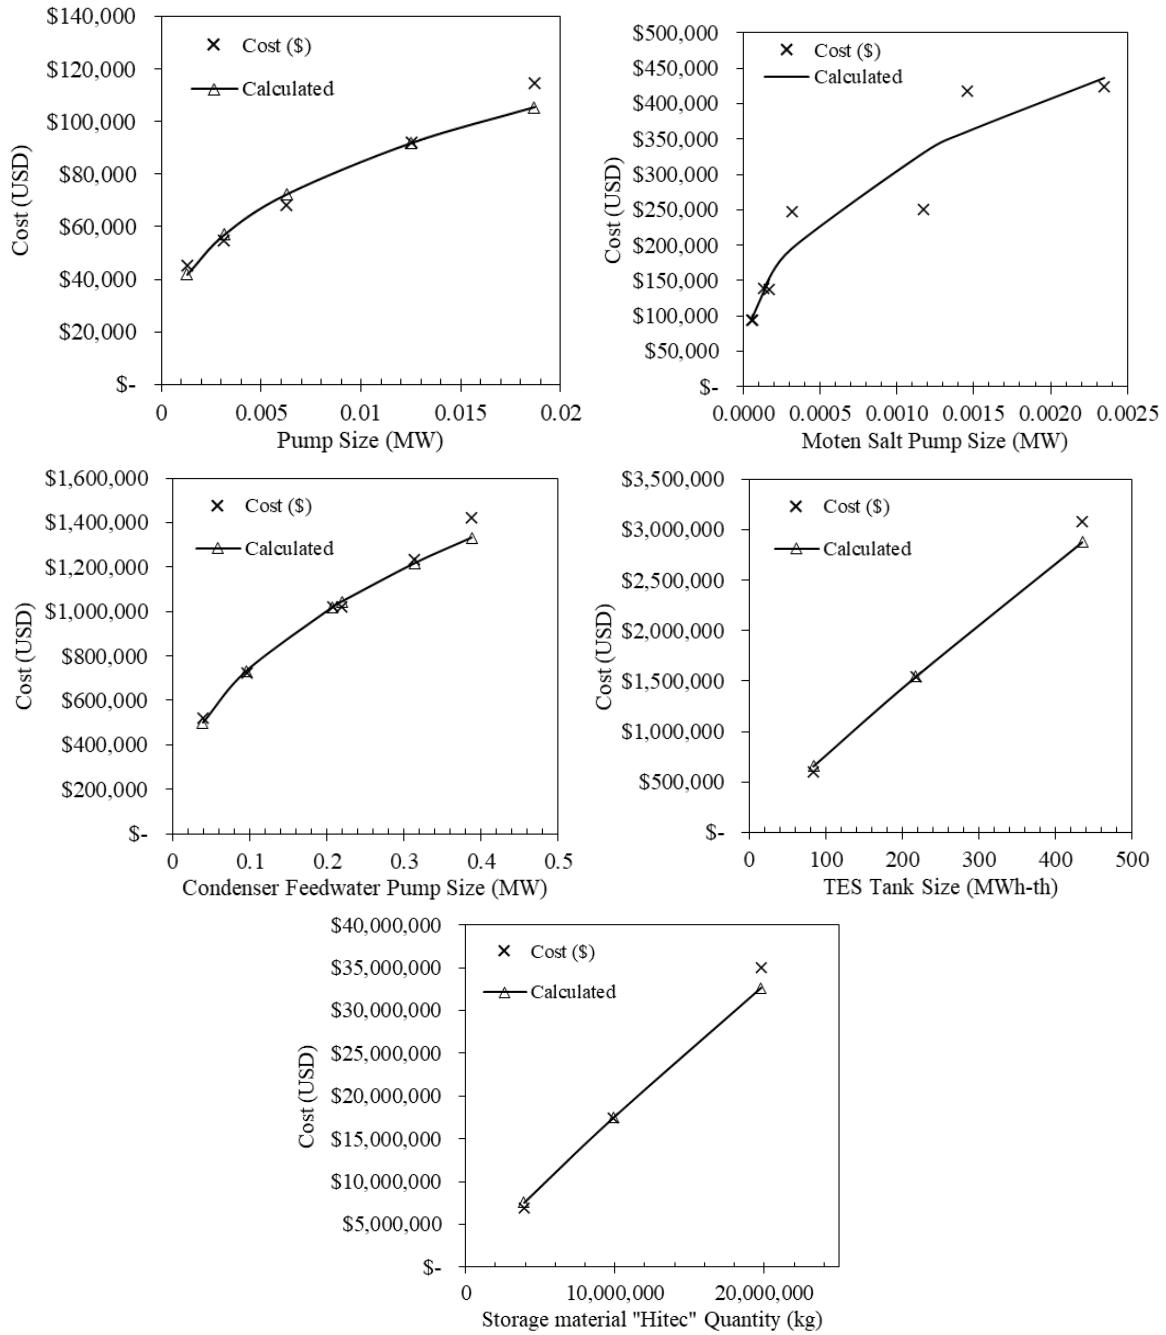 $140,000
$120,000
$100,000
$80,000
$60,000
$40,000
$20,000
$-
Cost (USD)
Cost ($)
Calculated
0 0.005 0.01 0.015 0.02
Pump Size (MW)
$500,000
$450,000
$400,000
$350,000
$300,000
$250,000
$200,000
$150,000
$100,000
$50,000
$-
Cost (USD)
Cost ($)
Calculated
0.0000 0.0005 0.0010 0.0015 0.0020 0.0025
Moten Salt Pump Size (MW)
$1,600,000
$1,400,000
$1,200,000
$1,000,000
$800,000
$600,000
$400,000
$200,000
$-
Cost (USD)
Cost ($)
Calculated
0 0.1 0.2 0.3 0.4 0.5
Condenser Feedwater Pump Size (MW)
$3,500,000
$3,000,000
$2,500,000
$2,000,000
$1,500,000
$1,000,000
$500,000
$-
Cost (USD)
Cost ($)
Calculated
0 100 200 300 400 500
TES Tank Size (MWh-th)
$40,000,000
$35,000,000
$30,000,000
$25,000,000
$20,000,000
$15,000,000
$10,000,000
$5,000,000
$-
Cost (USD)
Cost ($)
Calculated
0 10,000,000 20,000,000
Storage material "Hitec" Quantity (kg)